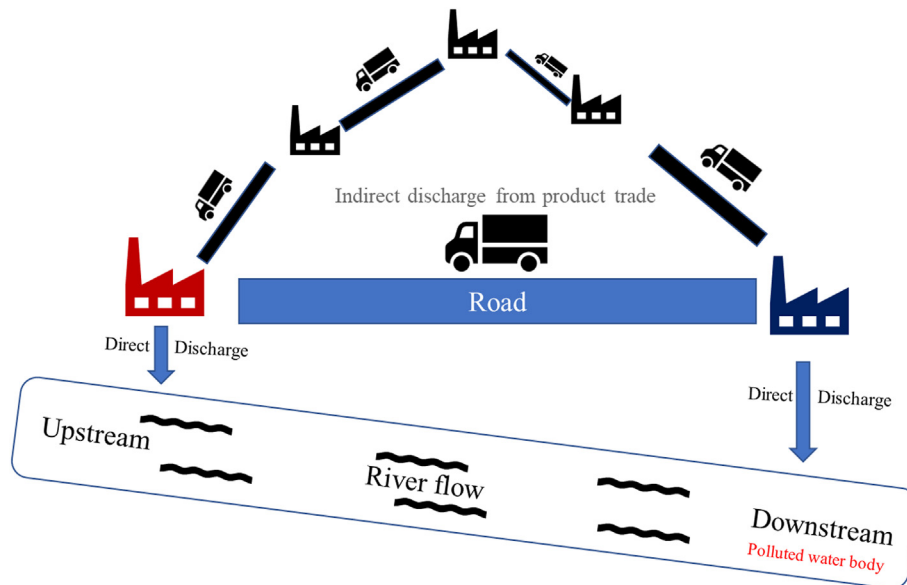 Indirect discharge from product trade
Road
Direct Discharge
Direct Discharge
Upstream
River flow
Downstream
Polluted water body